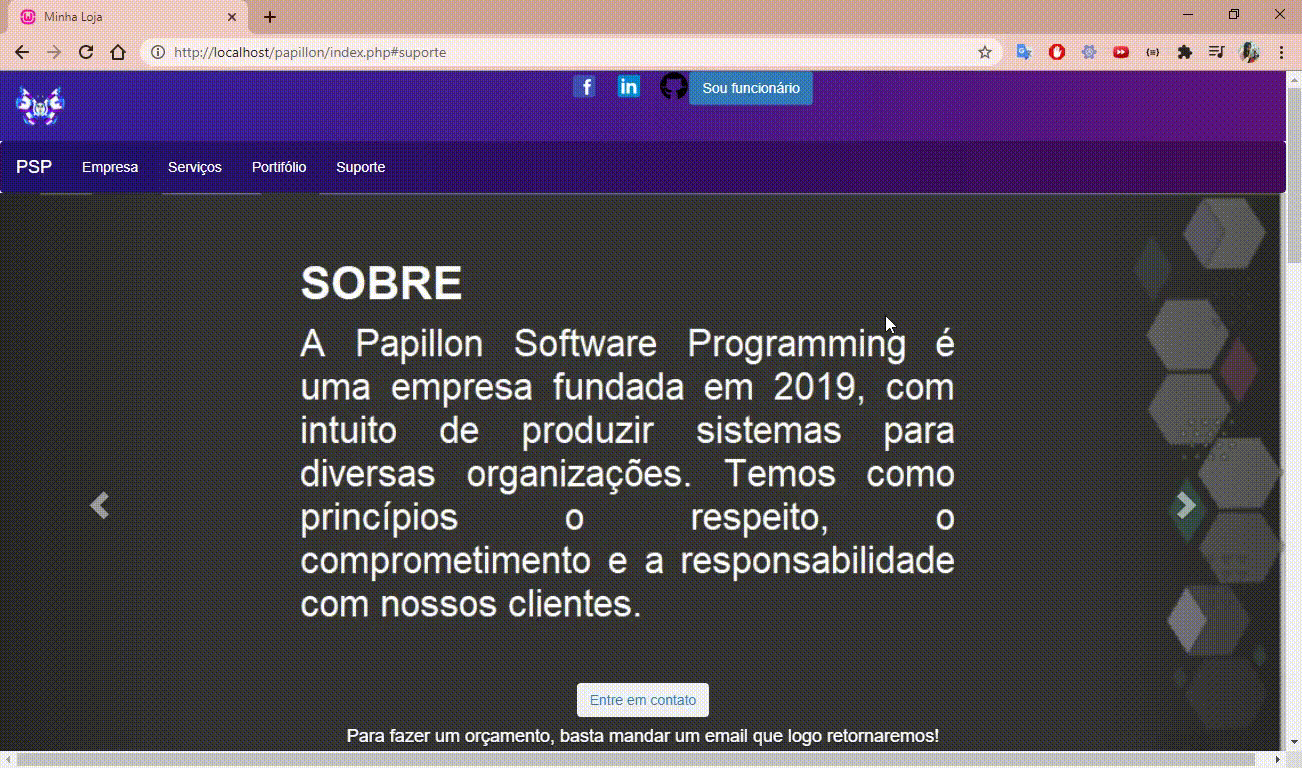 Minha Loja
http://localhost/papillon/index.php#suporte
Sou funcionário
PSP Empresa Serviços Portifólio Suporte
SOBRE
A Papillon Software Programming é
uma empresa fundada em 2019, com
intuito de produzir sistemas para
diversas organizações. Temos como
princípios o respeito, o
comprometimento e a responsabilidade
com nossos clientes.
Entre em contato
Para fazer um orçamento, basta mandar um email que logo retornaremos!